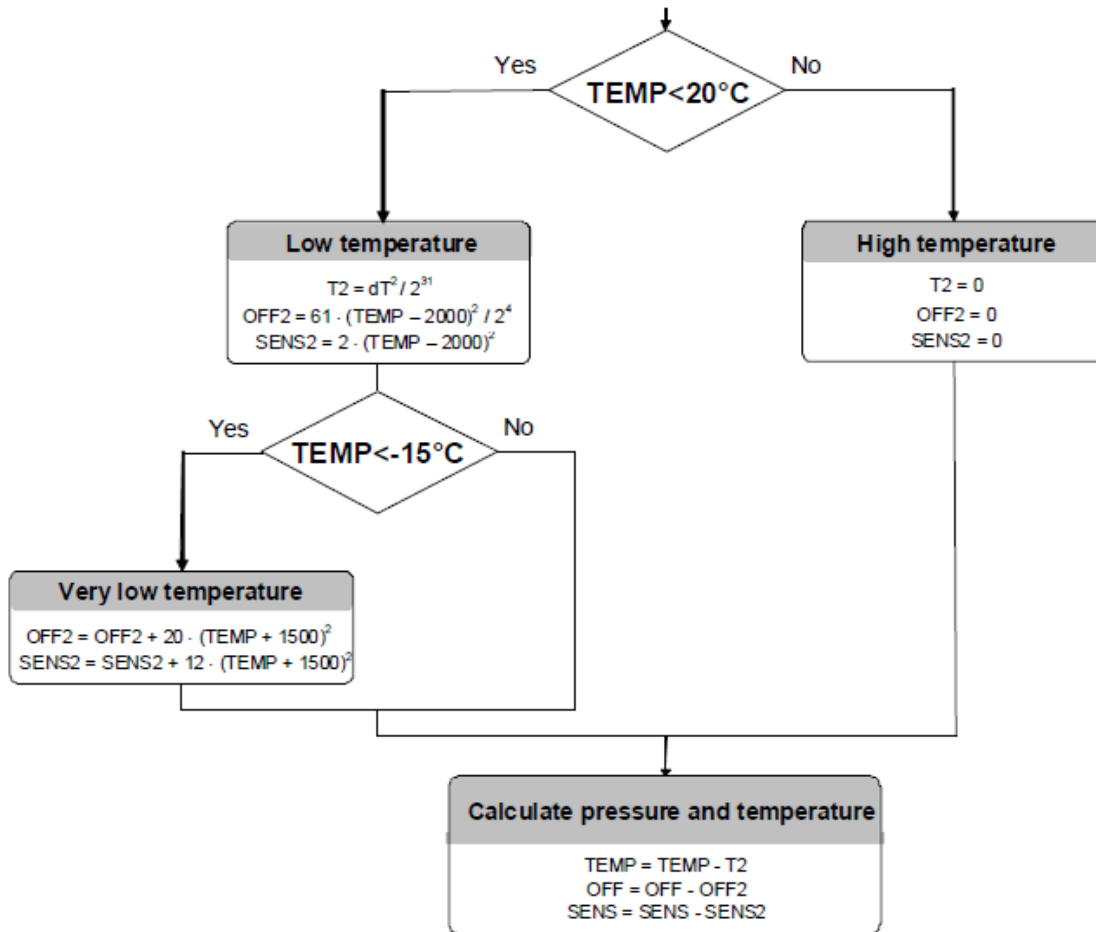 Yes
TEMP<20°C
No
Low temperature
T2 = dT² / 2³¹
OFF2 = 61 · (TEMP – 2000)² / 2⁴
SENS2 = 2 · (TEMP – 2000)²
High temperature
T2 = 0
OFF2 = 0
SENS2 = 0
Yes
TEMP<-15°C
No
Very low temperature
OFF2 = OFF2 + 20 · (TEMP + 1500)²
SENS2 = SENS2 + 12 · (TEMP + 1500)²
Calculate pressure and temperature
TEMP = TEMP - T2
OFF = OFF - OFF2
SENS = SENS - SENS2